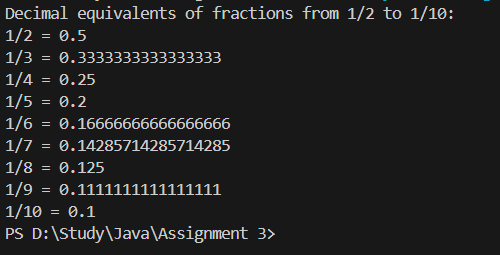 Decimal equivalents of fractions from 1/2 to 1/10:
1/2 = 0.5
1/3 = 0.3333333333333333
1/4 = 0.25
1/5 = 0.2
1/6 = 0.16666666666666666
1/7 = 0.14285714285714285
1/8 = 0.125
1/9 = 0.1111111111111111
1/10 = 0.1
PS D:\Study\Java\Assignment 3>